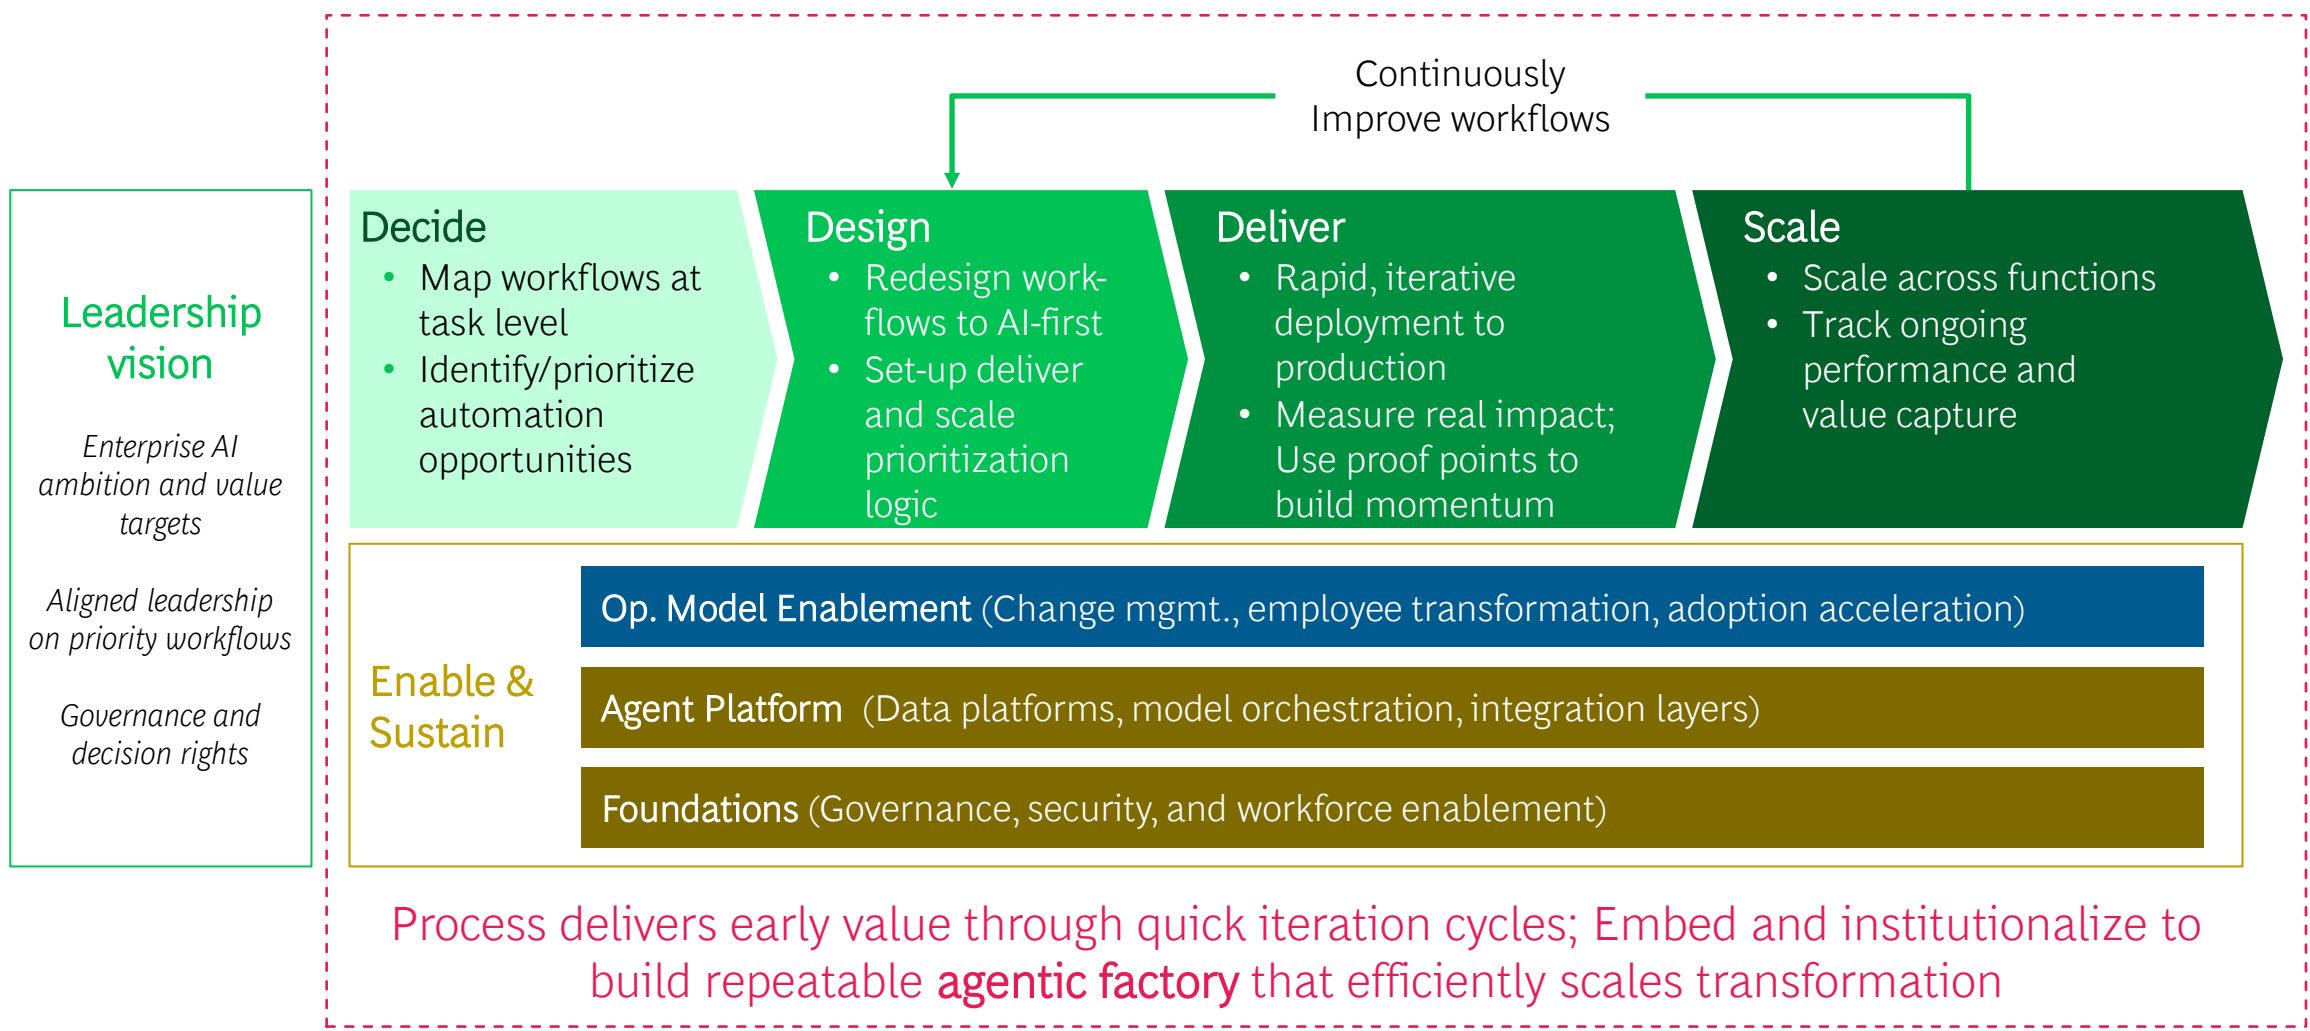 Continuously
Improve workflows
Leadership
vision
Enterprise AI
ambition and value
targets
Aligned leadership
on priority workflows
Governance and
decision rights
Decide
• Map workflows at
task level
• Identify/prioritize
automation
opportunities
Design
• Redesign work-
flows to AI-first
• Set-up deliver
and scale
prioritization
logic
Deliver
• Rapid, iterative
deployment to
production
• Measure real impact;
Use proof points to
build momentum
Scale
• Scale across functions
• Track ongoing
performance and
value capture
Enable &
Sustain
Op. Model Enablement (Change mgmt., employee transformation, adoption acceleration)
Agent Platform (Data platforms, model orchestration, integration layers)
Foundations (Governance, security, and workforce enablement)
Process delivers early value through quick iteration cycles; Embed and institutionalize to
build repeatable agentic factory that efficiently scales transformation